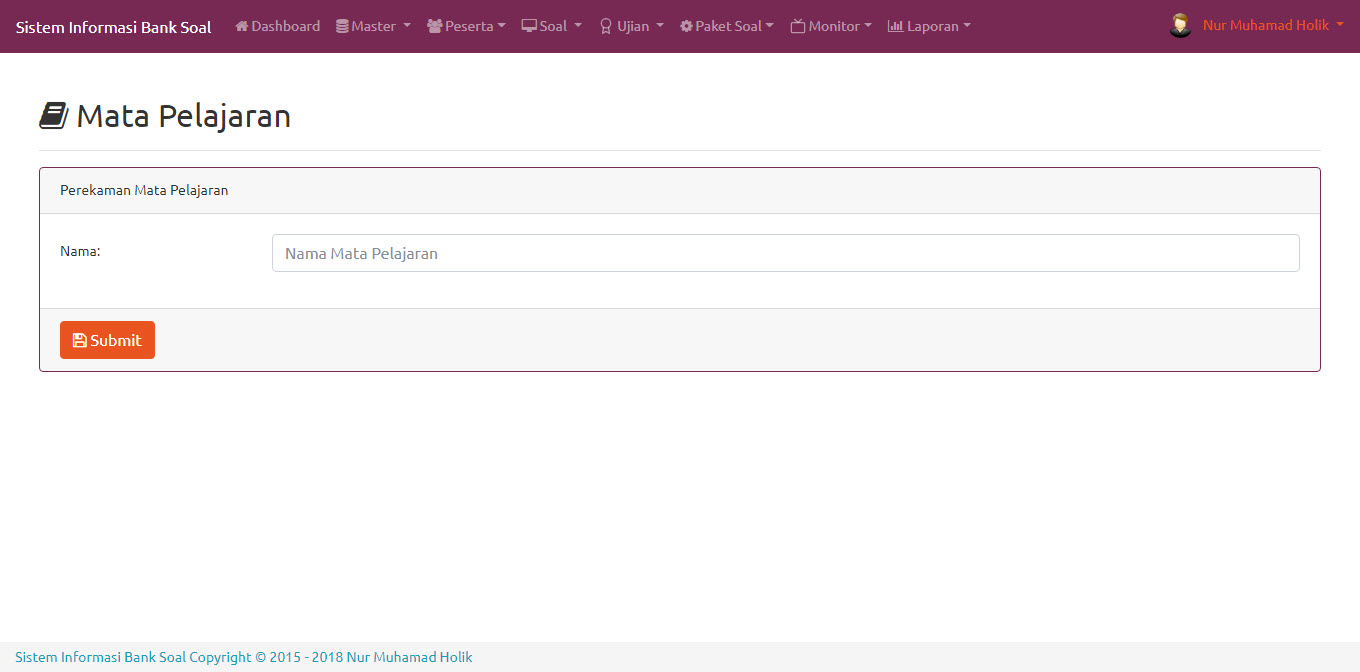 Sistem Informasi Bank Soal Dashboard Master Peserta Soal Ujian Paket Soal Monitor Laporan Nur Muhamad Holik
Mata Pelajaran
Perekaman Mata Pelajaran
Nama: Nama Mata Pelajaran
Submit
Sistem Informasi Bank Soal Copyright © 2015 - 2018 Nur Muhamad Holik